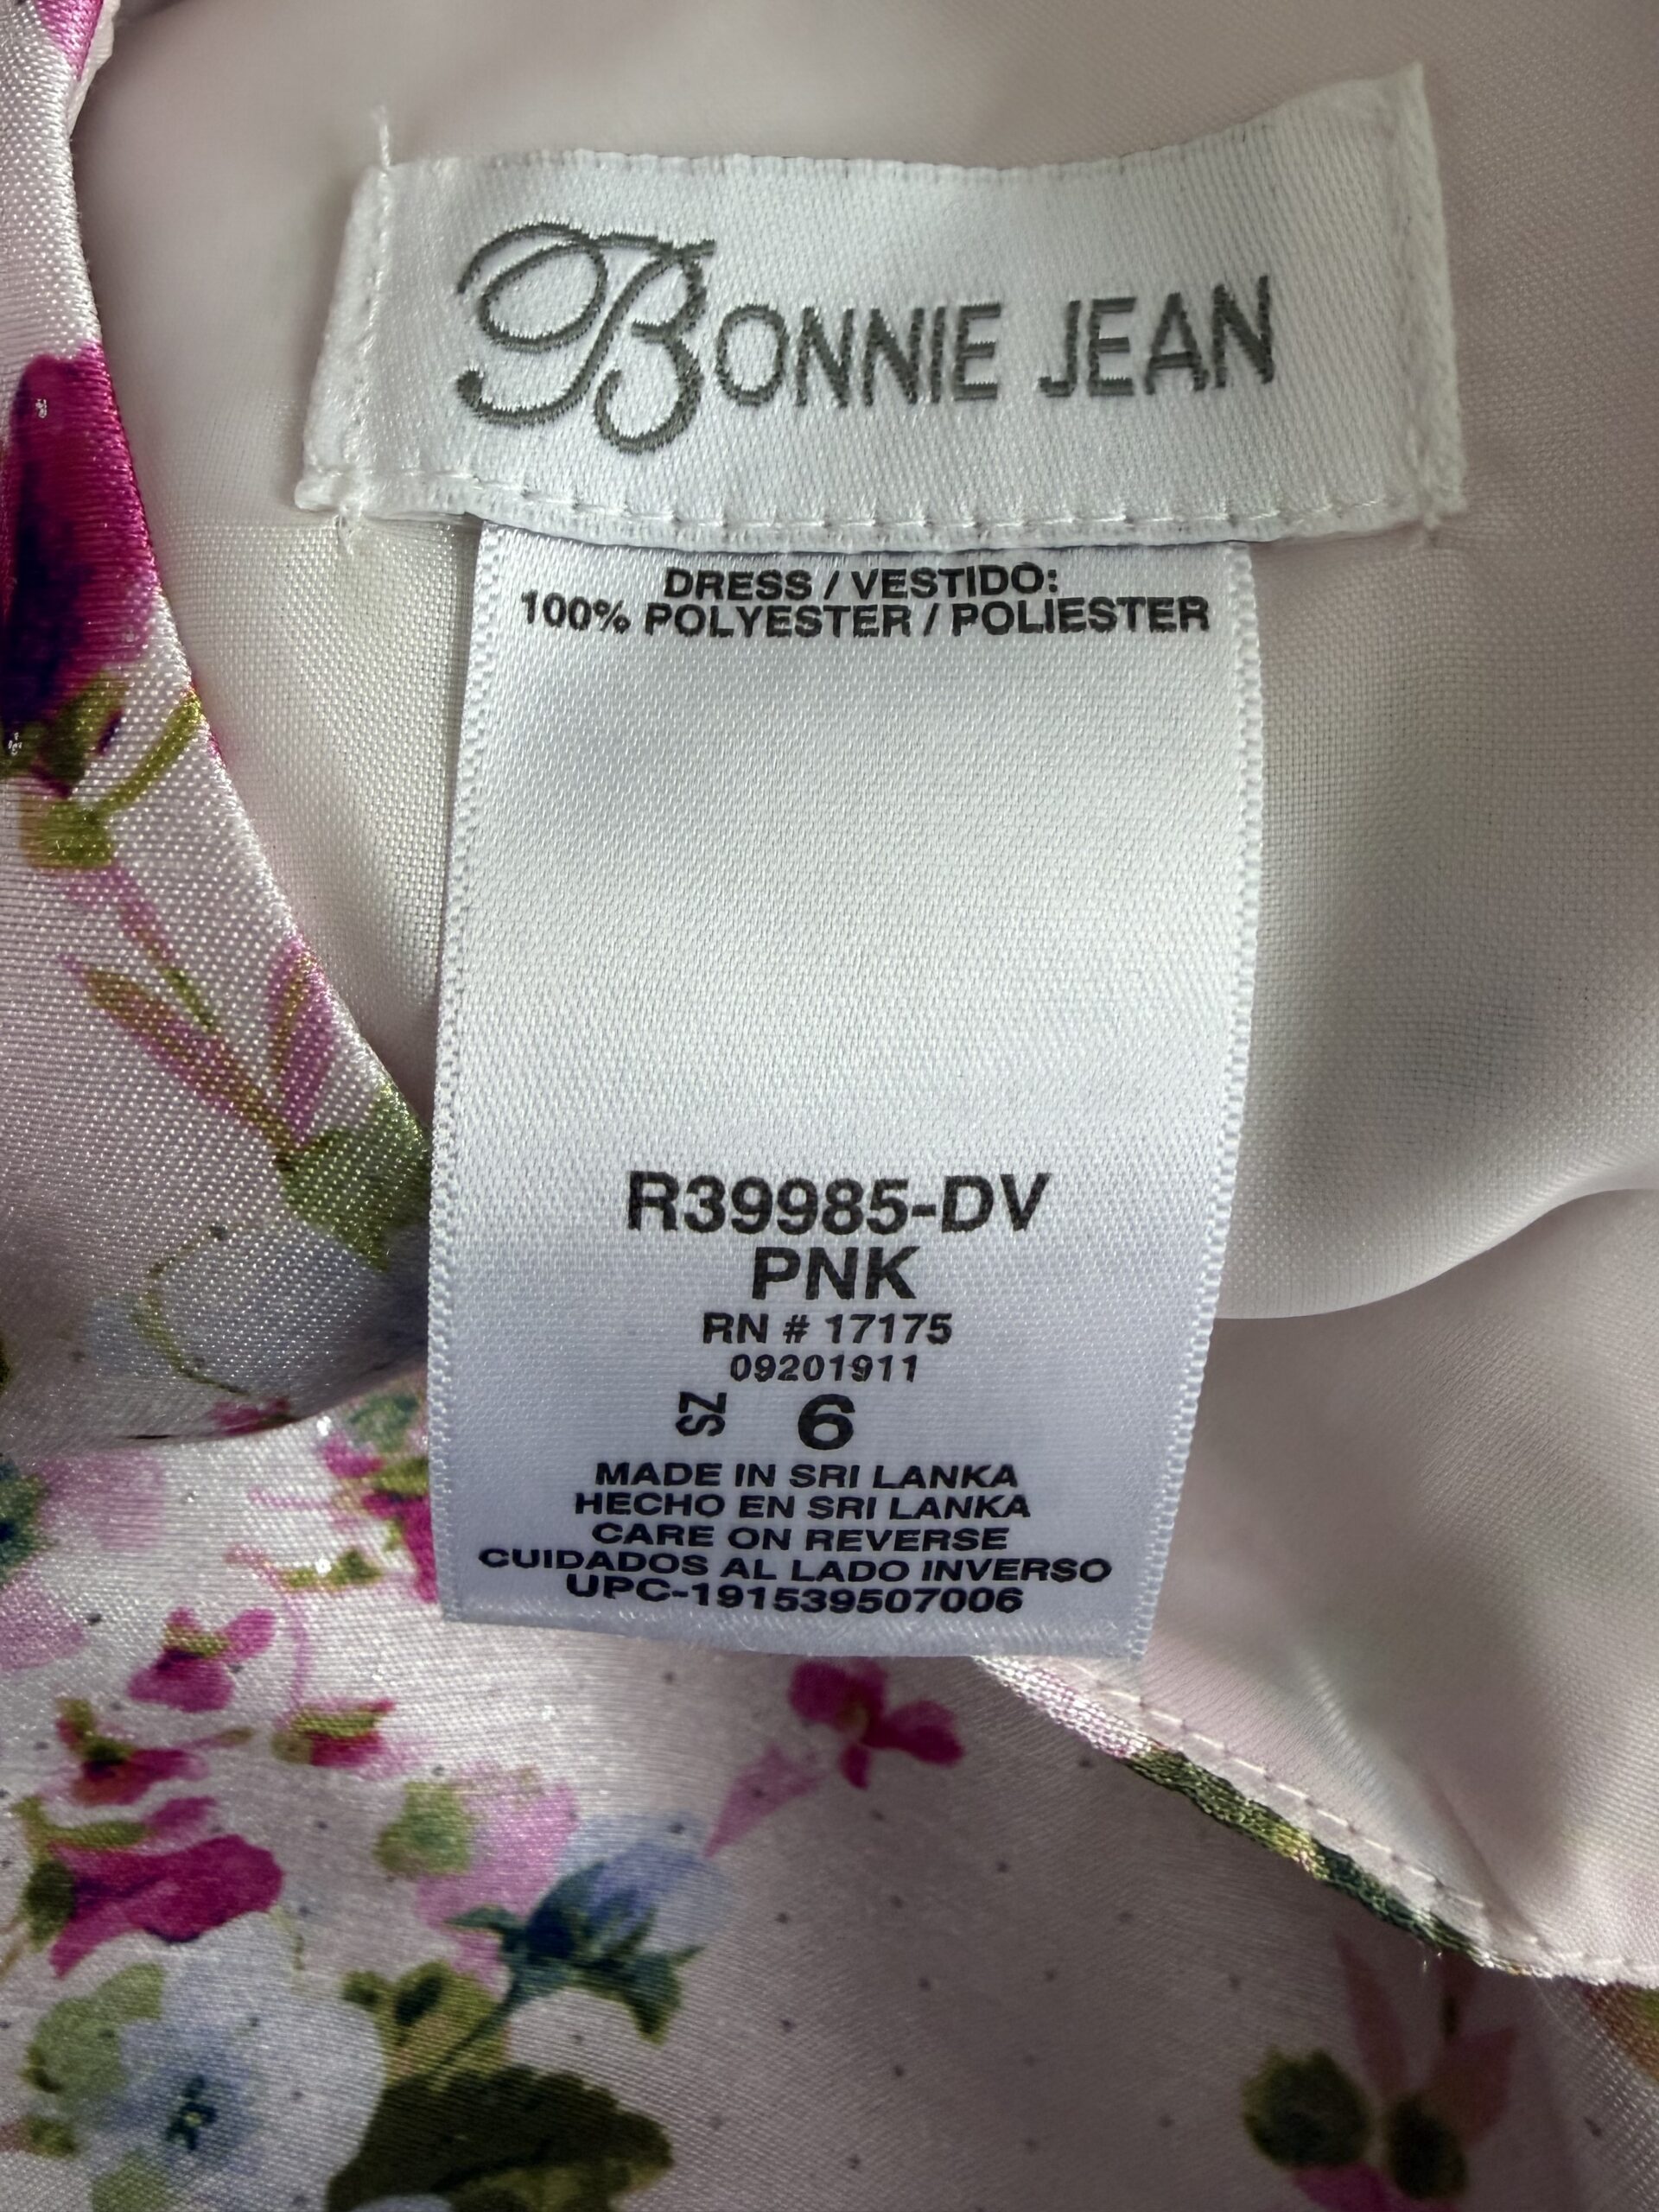 BONNIE JEAN
DRESS / VESTIDO:
100% POLYESTER / POLIESTER
R39985-DV
PNK
RN # 17175
09201911
SZ 6
MADE IN SRI LANKA
HECHO EN SRI LANKA
CARE ON REVERSE
CUIDADOS AL LADO INVERSO
UPC-191539507006